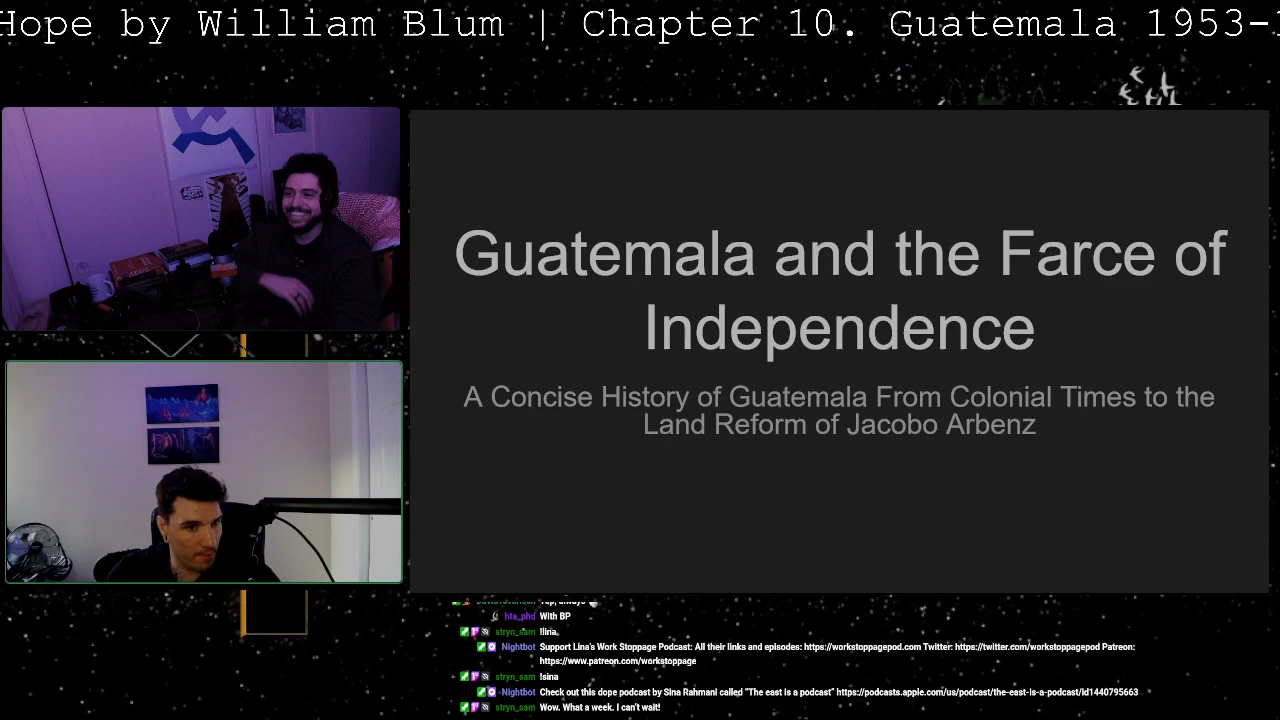 Hope by William Blum | Chapter 10. Guatemala 1953-
Guatemala and the Farce of
Independence
A Concise History of Guatemala From Colonial Times to the
Land Reform of Jacobo Arbenz
hta_phd With BP
stryn_sam !lina,
Nightbot Support Lina's Work Stoppage Podcast: All their links and episodes: https://workstoppagepod.com Twitter: https://twitter.com/workstoppagepod Patreon:
https://www.patreon.com/workstoppage
stryn_sam !sina
Nightbot Check out this dope podcast by Sina Rahmani called "The east is a podcast" https://podcasts.apple.com/us/podcast/the-east-is-a-podcast/id1440795663
stryn_sam Wow. What a week. I can't wait!